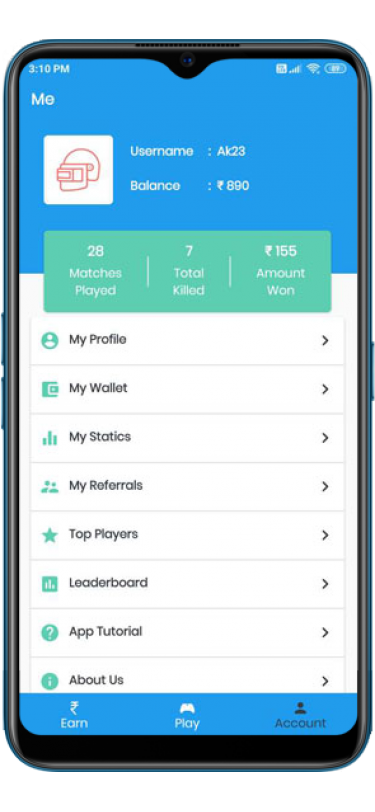 3:10 PM
Me
Username : Ak23
Balance : ₹ 890
28 7 ₹ 155
Matches Total Amount
Played Killed Won
My Profile
My Wallet
My Statics
My Referrals
Top Players
Leaderboard
App Tutorial
About Us
₹
Earn Play Account